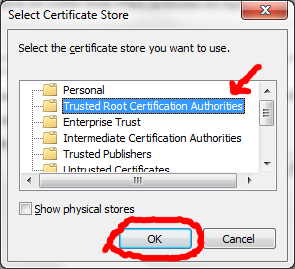 Select Certificate Store
Select the certificate store you want to use.
Personal
Trusted Root Certification Authorities
Enterprise Trust
Intermediate Certification Authorities
Trusted Publishers
Untrusted Certificates
Show physical stores
OK
Cancel